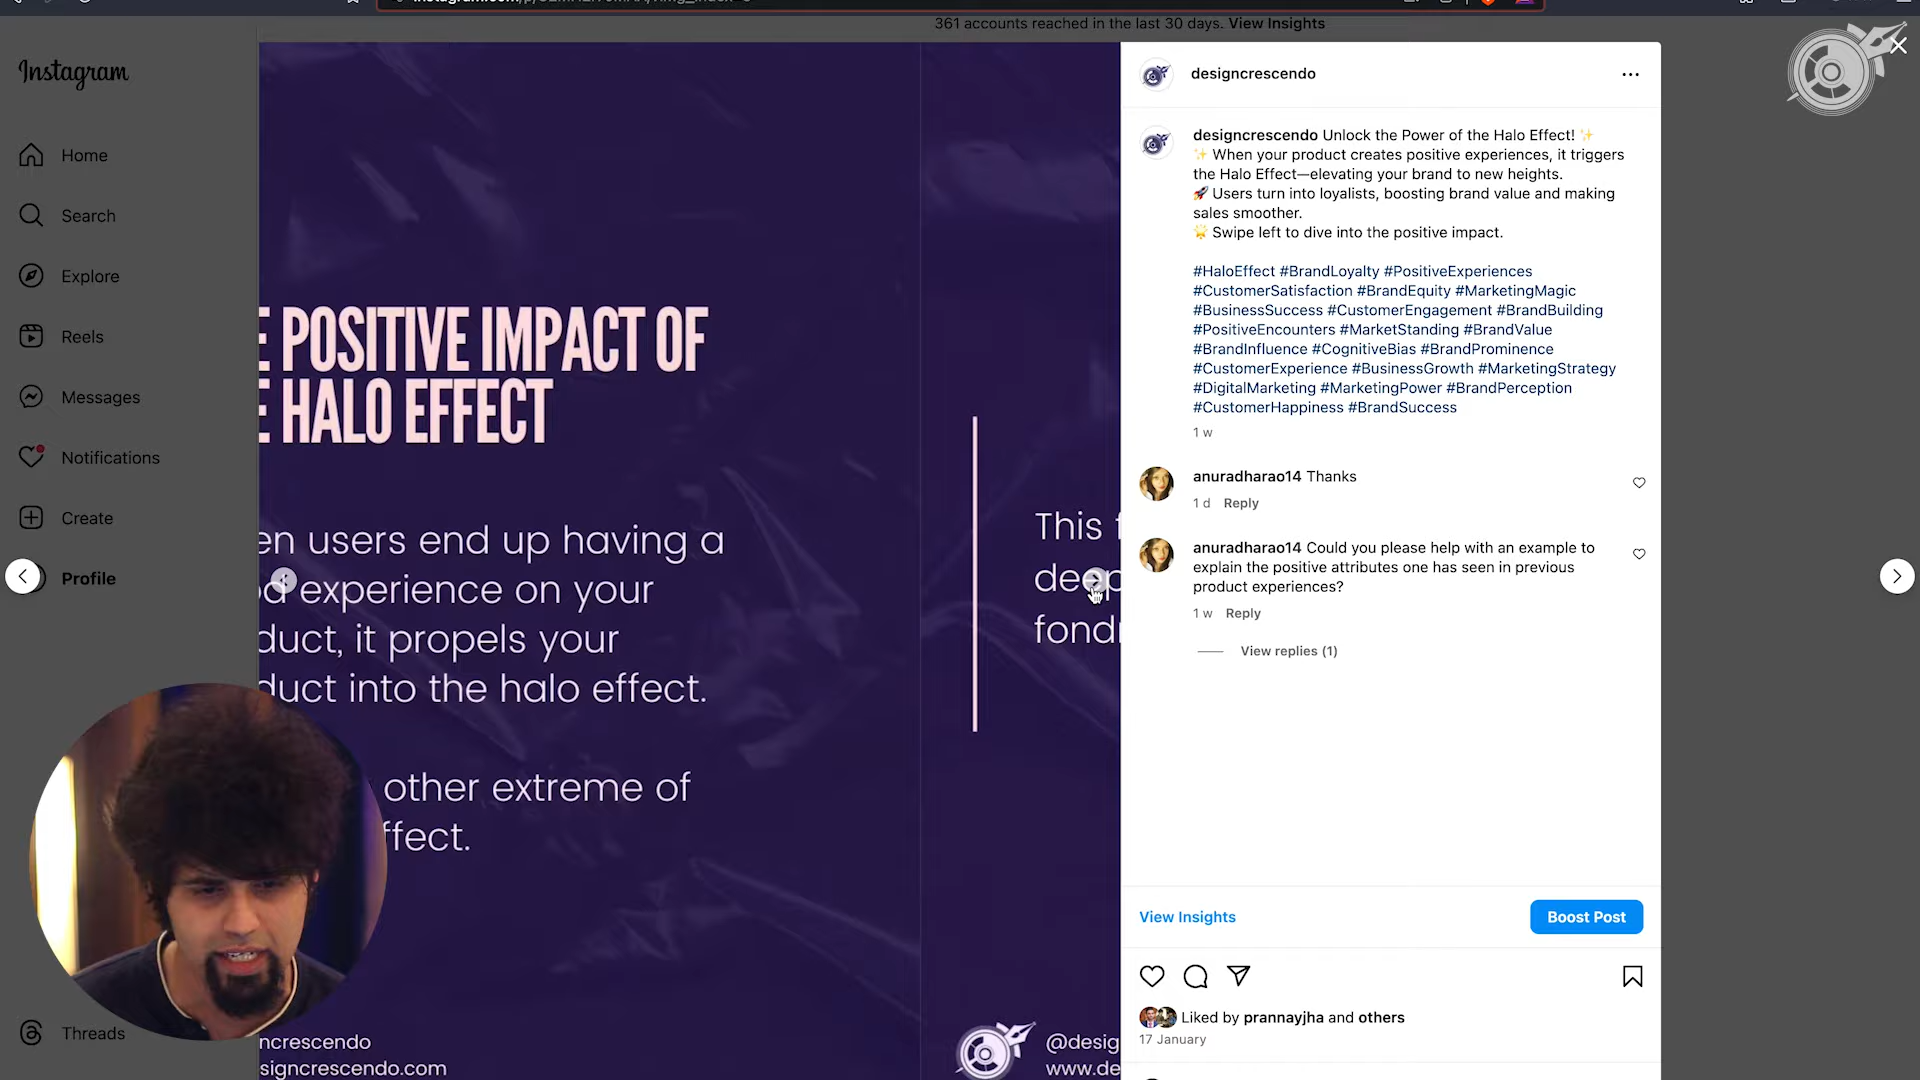 361 accounts reached in the last 30 days. View Insights
Instagram
Home
Search
Explore
Reels
Messages
Notifications
Create
Profile
Threads
E POSITIVE IMPACT OF
E HALO EFFECT
en users end up having a
experience on your
duct, it propels your
duct into the halo effect.
other extreme of
ffect.
ncrescendo
signcrescendo.com
This f
deep
fond
@desig
www.de
designcrescendo
designcrescendo Unlock the Power of the Halo Effect! ✨
✨ When your product creates positive experiences, it triggers
the Halo Effect—elevating your brand to new heights.
🚀 Users turn into loyalists, boosting brand value and making
sales smoother.
🌟 Swipe left to dive into the positive impact.
#HaloEffect #BrandLoyalty #PositiveExperiences
#CustomerSatisfaction #BrandEquity #MarketingMagic
#BusinessSuccess #CustomerEngagement #BrandBuilding
#PositiveEncounters #MarketStanding #BrandValue
#BrandInfluence #CognitiveBias #BrandProminence
#CustomerExperience #BusinessGrowth #MarketingStrategy
#DigitalMarketing #MarketingPower #BrandPerception
#CustomerHappiness #BrandSuccess
1 w
anuradharao14 Thanks
1 d Reply
anuradharao14 Could you please help with an example to
explain the positive attributes one has seen in previous
product experiences?
1 w Reply
View replies (1)
View Insights
Boost Post
Liked by prannayjha and others
17 January